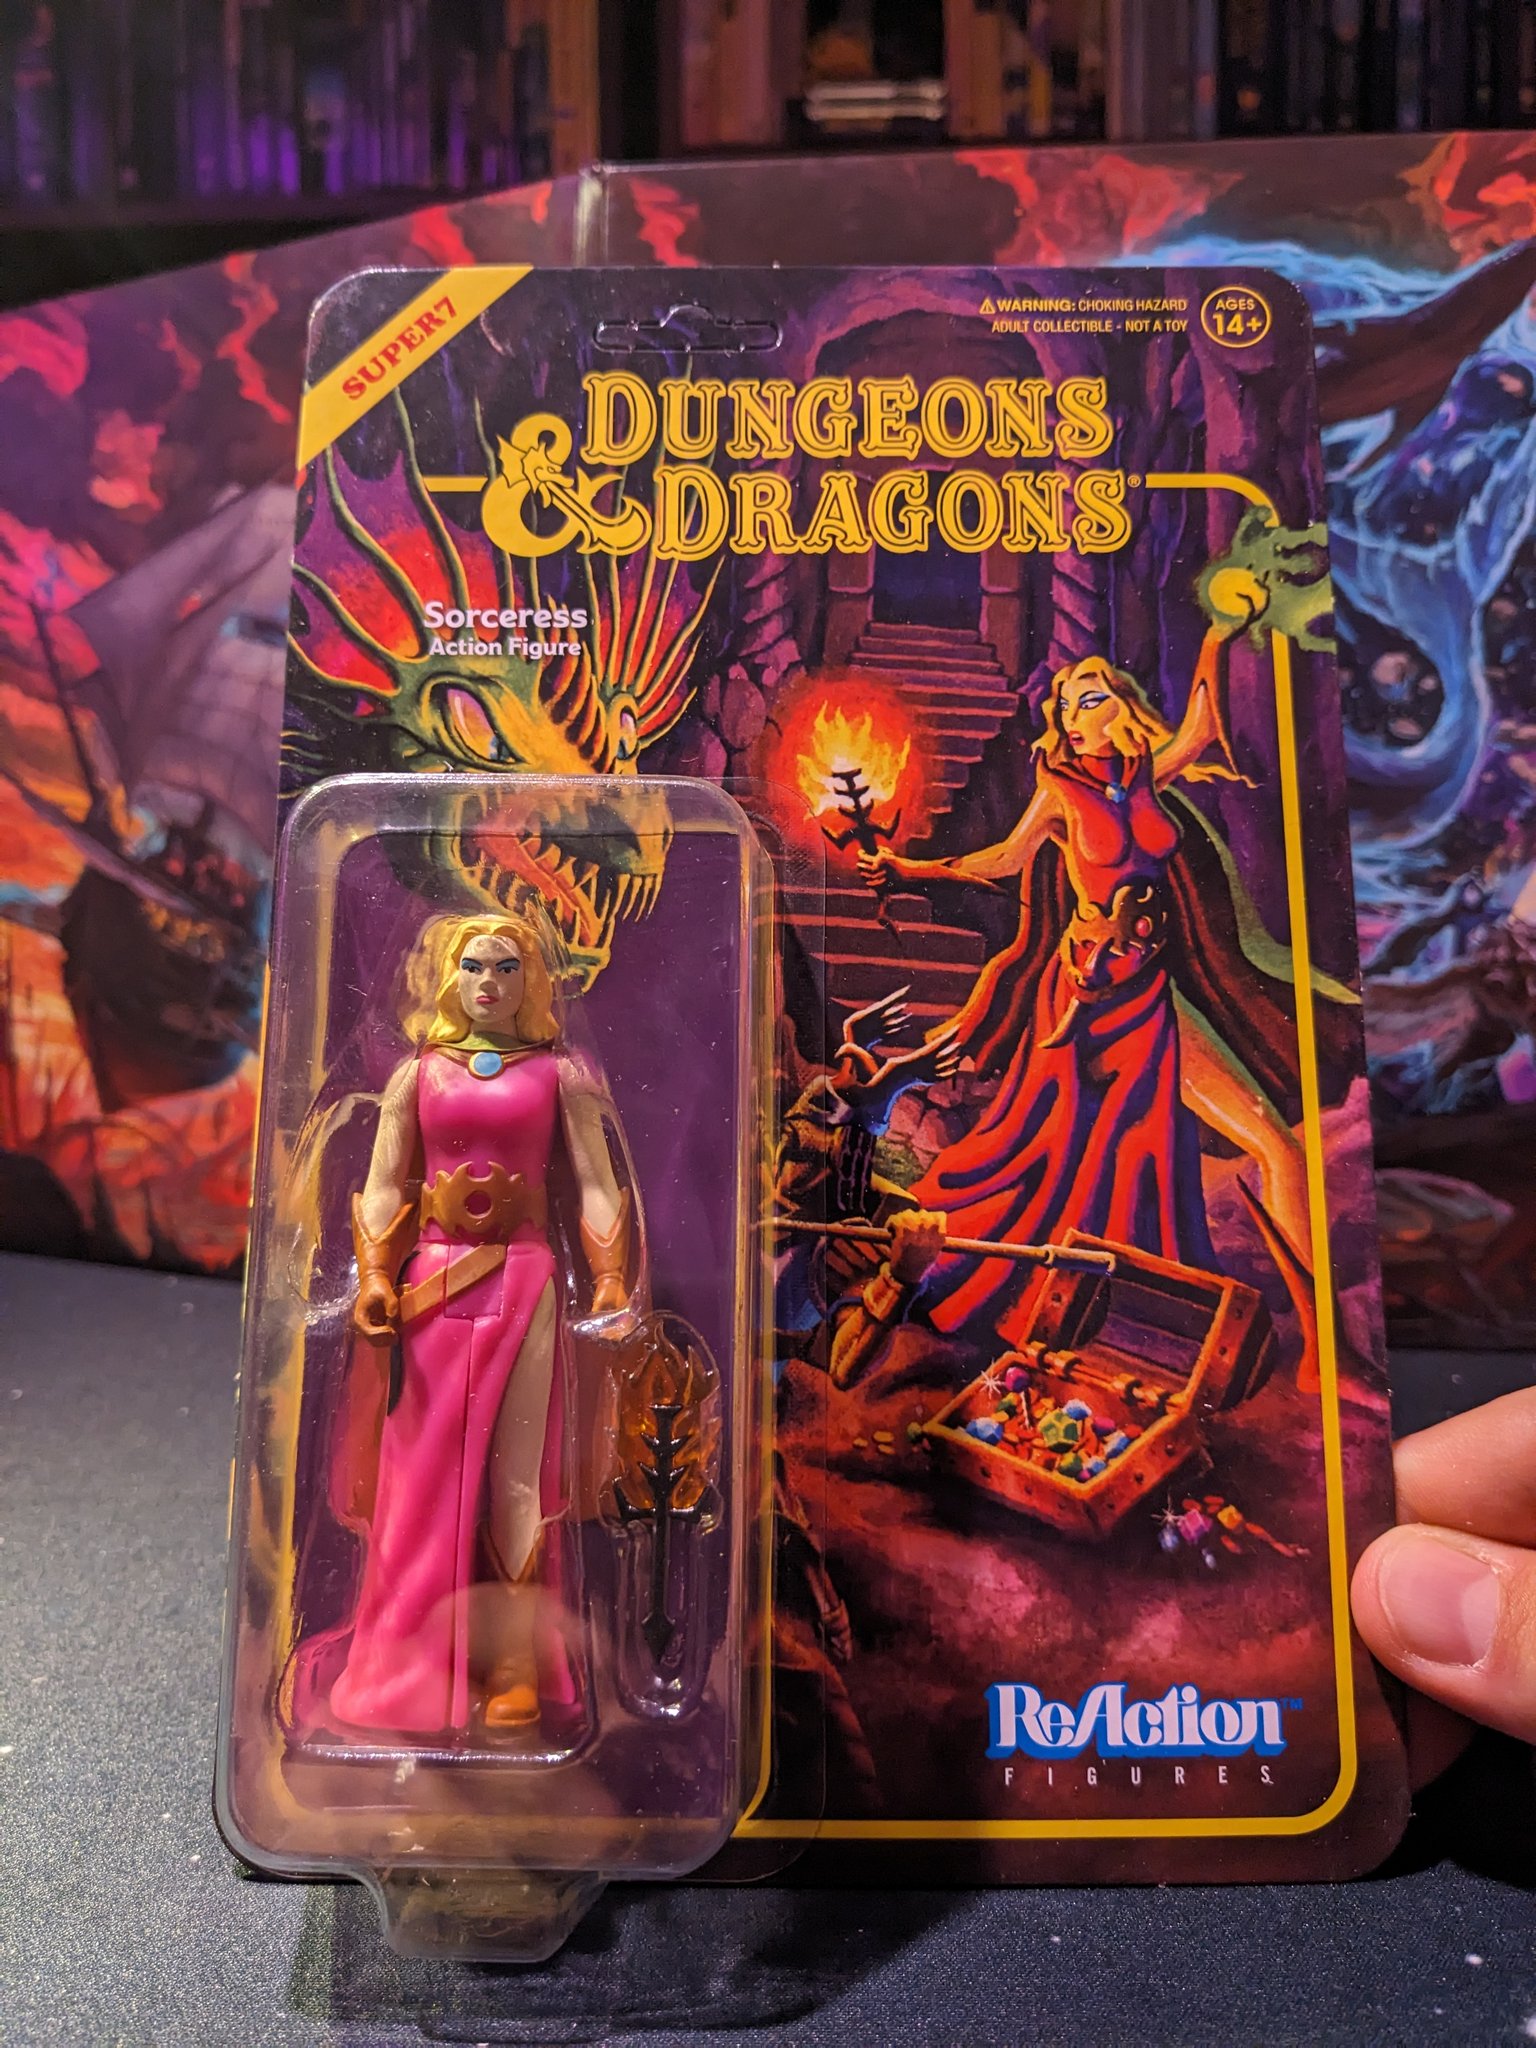 SUPER7
⚠WARNING: CHOKING HAZARD
ADULT COLLECTIBLE - NOT A TOY
AGES
14+
DUNGEONS
& DRAGONS®
Sorceress
Action Figure
ReAction™
FIGURES